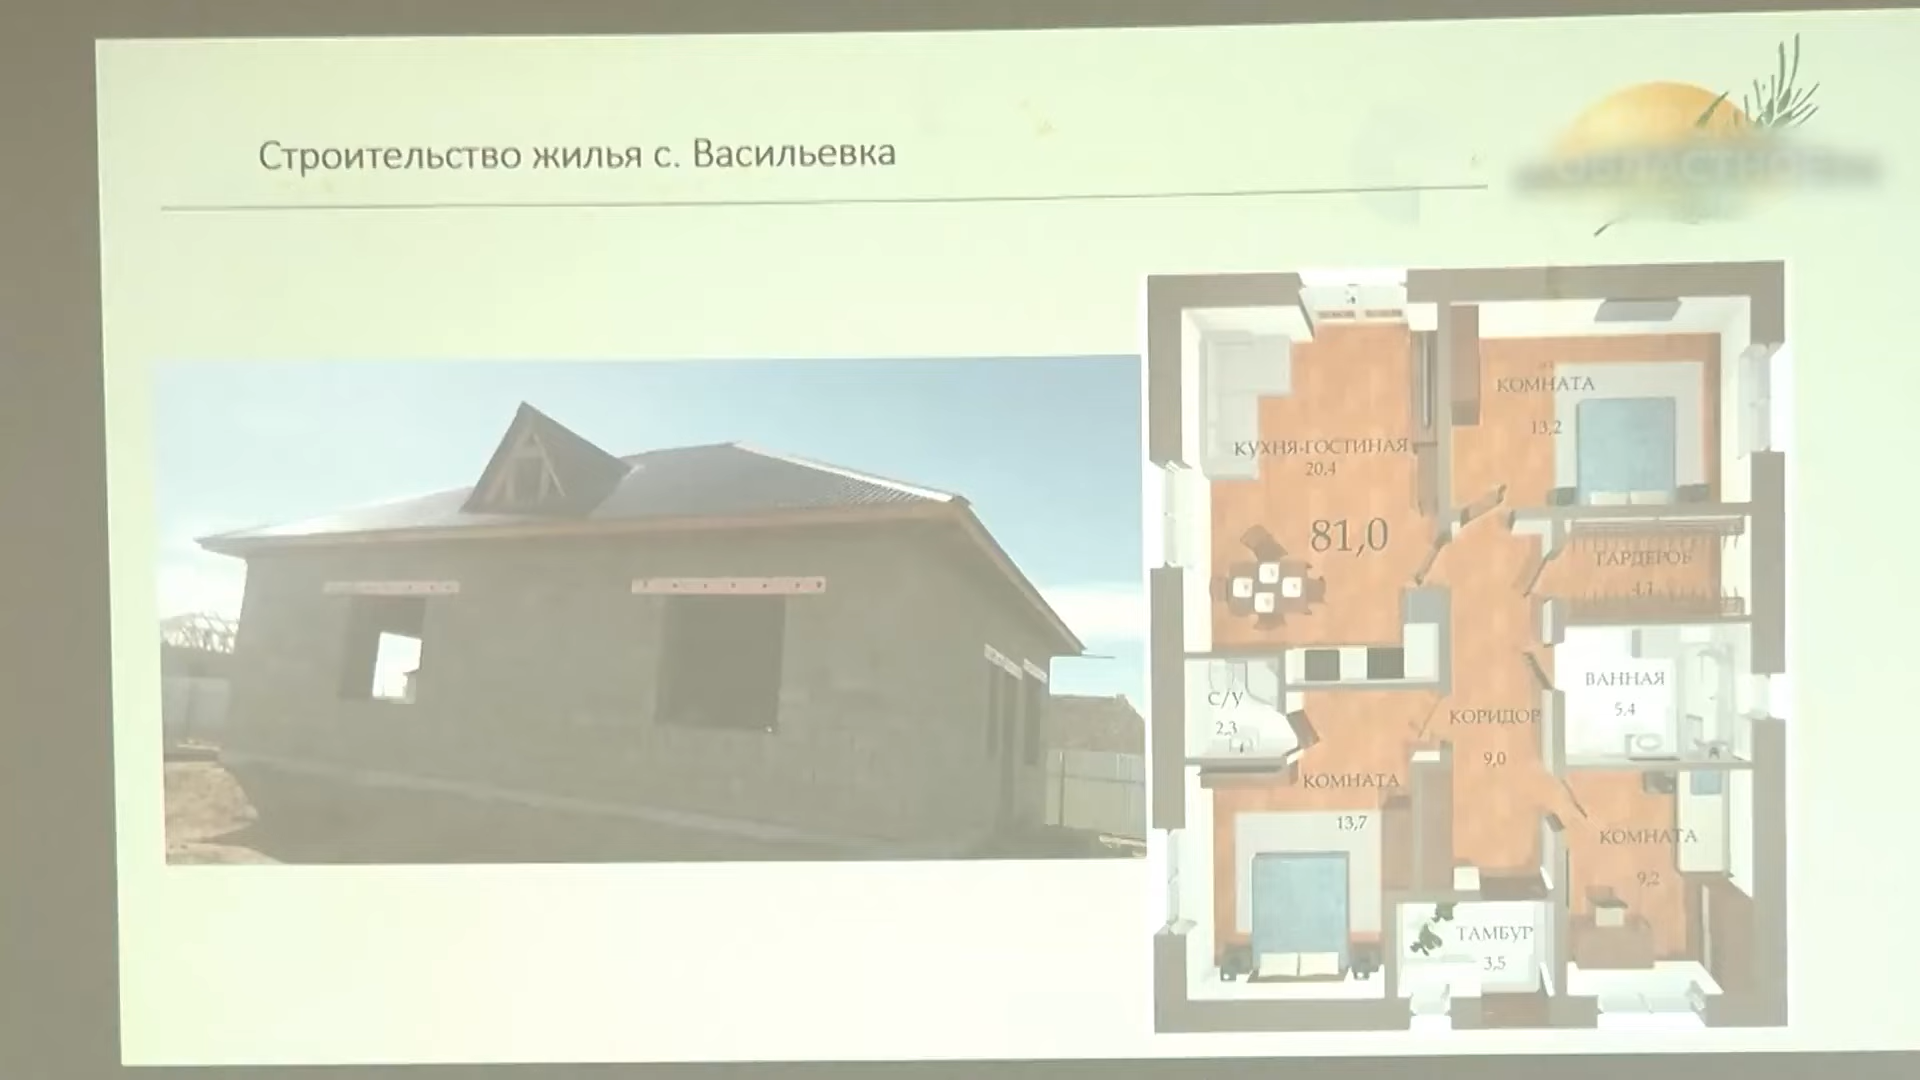 Строительство жилья с. Васильевка
КОМНАТА
13,2
КУХНЯ-ГОСТИНАЯ
20,4
81,0
ГАРДЕРОБ
ВАННАЯ
5,4
С/У
2,3
КОРИДОР
9,0
КОМНАТА
13,7
КОМНАТА
9,2
ТАМБУР
3,5